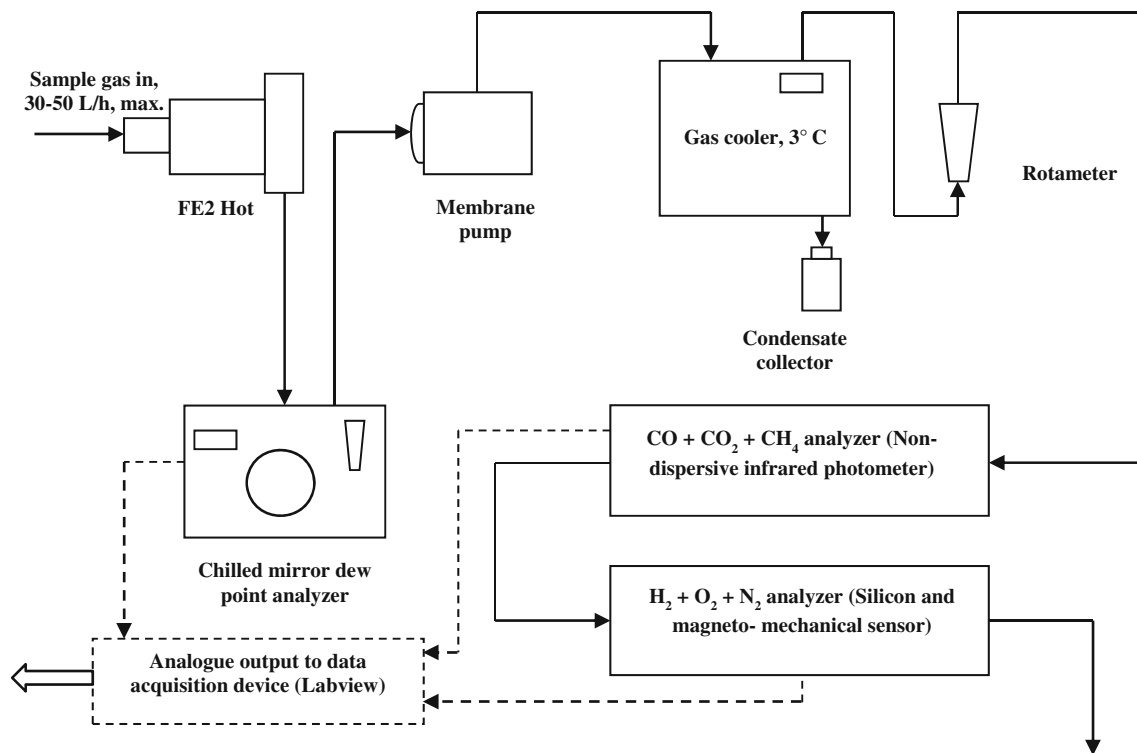 Sample gas in,
30-50 L/h, max.
FE2 Hot
Membrane
pump
Gas cooler, 3° C
Rotameter
Condensate
collector
CO + CO₂ + CH₄ analyzer (Non-
dispersive infrared photometer)
Chilled mirror dew
point analyzer
H₂ + O₂ + N₂ analyzer (Silicon and
magneto- mechanical sensor)
Analogue output to data
acquisition device (Labview)